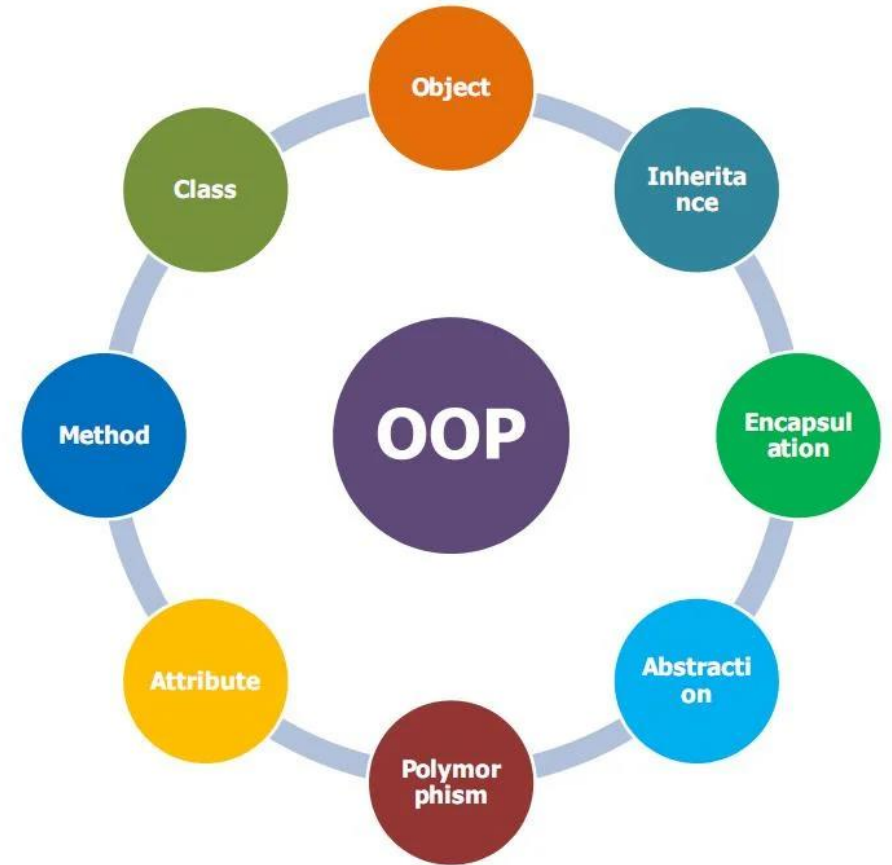 Object
Class
Inherita
nce
Method
OOP
Encapsul
ation
Attribute
Abstracti
on
Polymor
phism